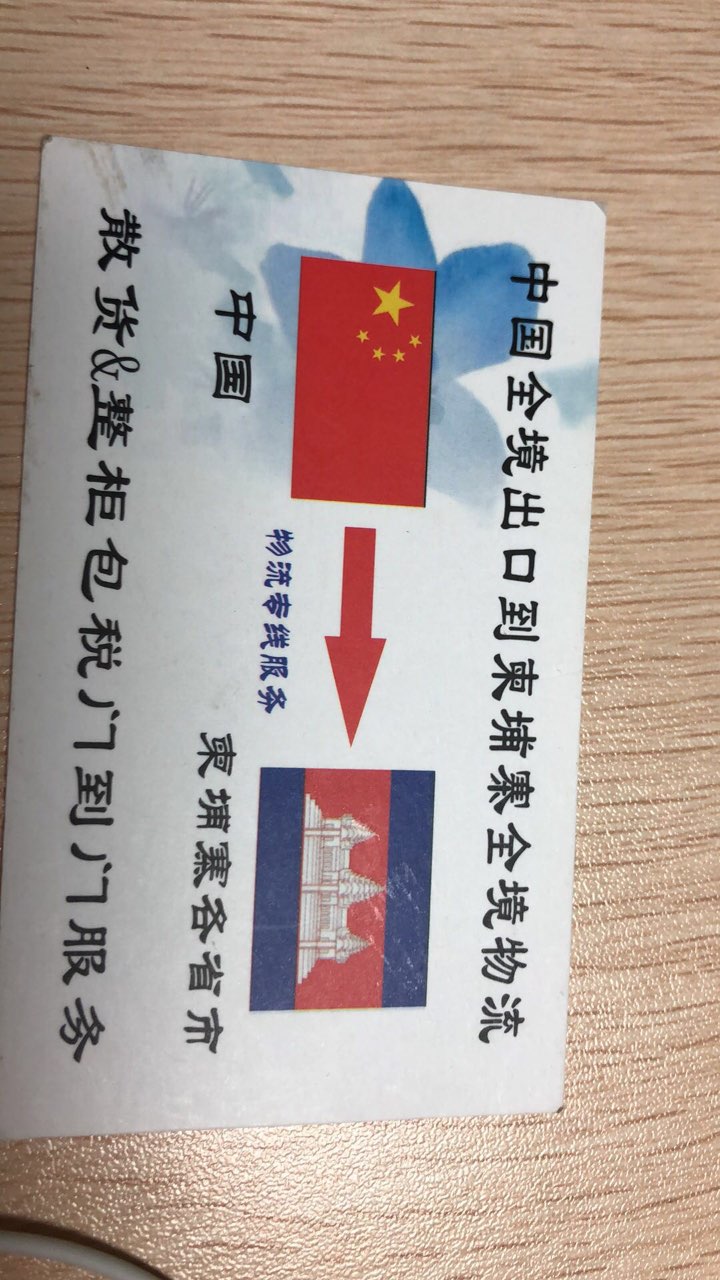 中国全境出口到柬埔寨全境物流
物流专线服务
中国
柬埔寨各省市
散货&整柜包税门到门服务